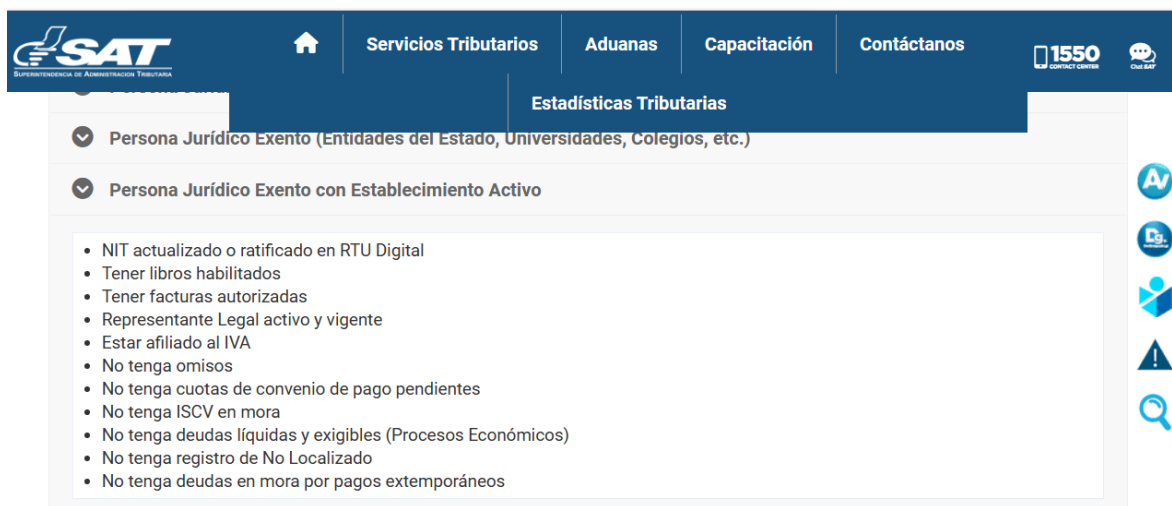 SAT
SUPERINTENDENCIA DE ADMINISTRACION TRIBUTARIA
Servicios Tributarios
Aduanas
Capacitación
Contáctanos
1550
CONTACT CENTER
Chat SAT
Estadísticas Tributarias
Persona Jurídico Exento (Entidades del Estado, Universidades, Colegios, etc.)
Persona Jurídico Exento con Establecimiento Activo
NIT actualizado o ratificado en RTU Digital
Tener libros habilitados
Tener facturas autorizadas
Representante Legal activo y vigente
Estar afiliado al IVA
No tenga omisos
No tenga cuotas de convenio de pago pendientes
No tenga ISCV en mora
No tenga deudas líquidas y exigibles (Procesos Económicos)
No tenga registro de No Localizado
No tenga deudas en mora por pagos extemporáneos
AV
Dg.